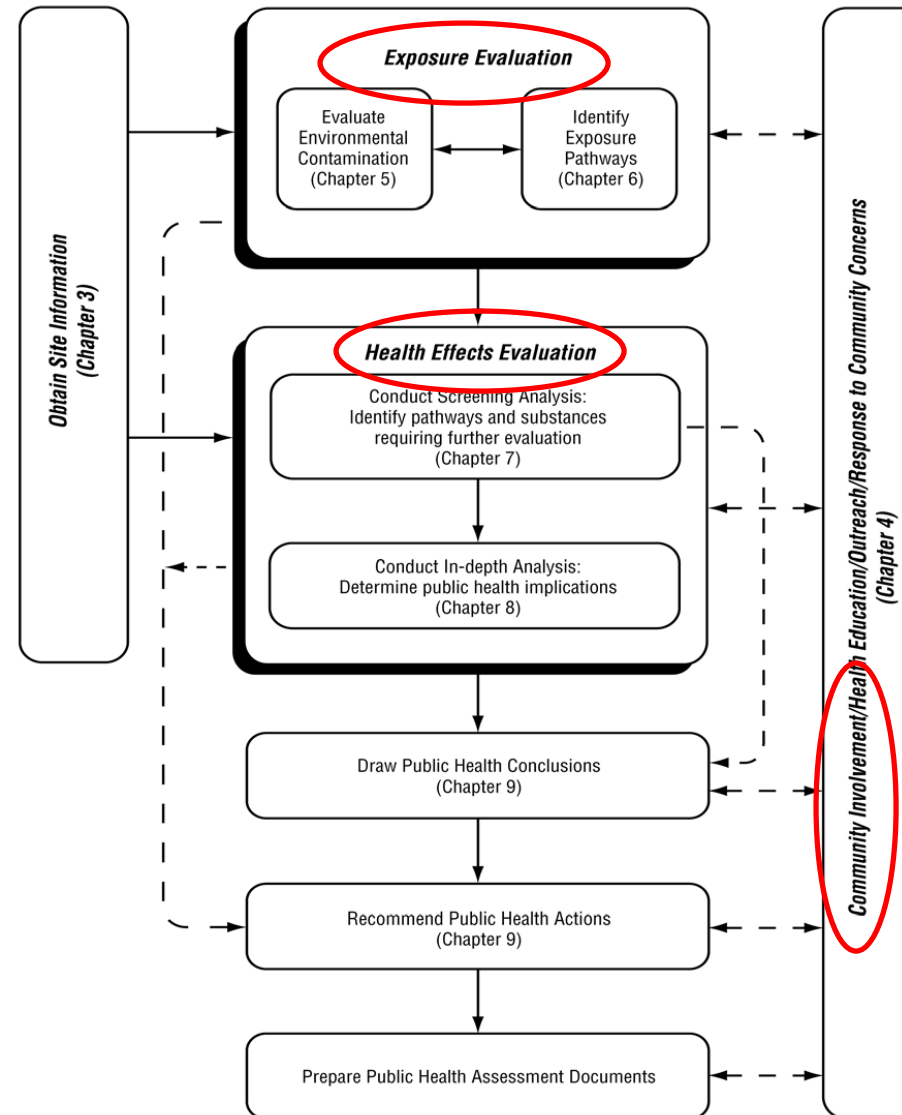 Obtain Site Information
(Chapter 3)
Exposure Evaluation
Evaluate
Environmental
Contamination
(Chapter 5)
Identify
Exposure
Pathways
(Chapter 6)
Health Effects Evaluation
Conduct Screening Analysis:
Identify pathways and substances
requiring further evaluation
(Chapter 7)
Conduct In-depth Analysis:
Determine public health implications
(Chapter 8)
Draw Public Health Conclusions
(Chapter 9)
Recommend Public Health Actions
(Chapter 9)
Prepare Public Health Assessment Documents
Community Involvement/Health Education/Outreach/Response to Community Concerns
(Chapter 4)